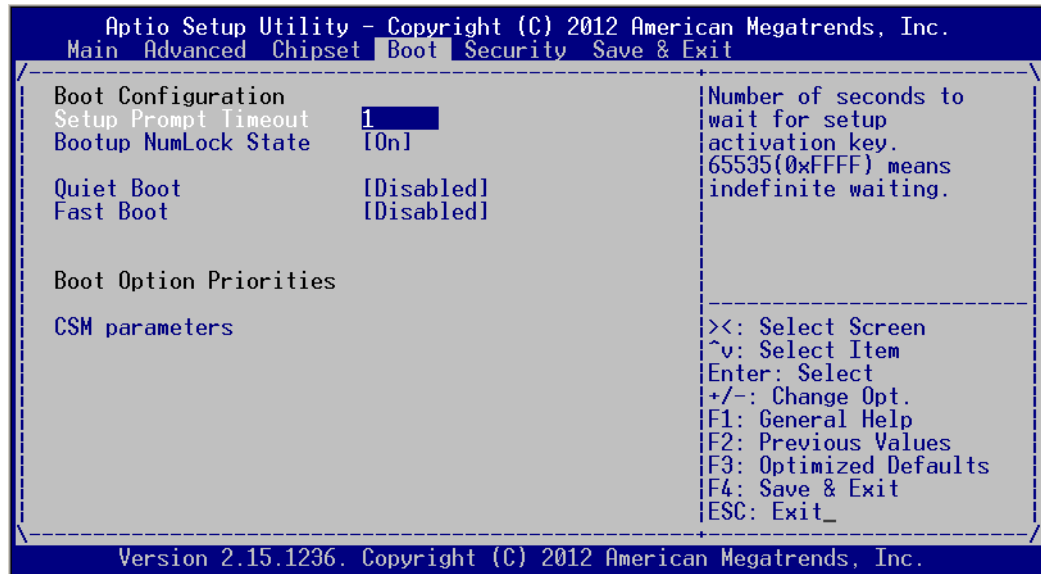 Aptio Setup Utility - Copyright (C) 2012 American Megatrends, Inc.
Main Advanced Chipset Boot Security Save & Exit
Boot Configuration
Setup Prompt Timeout 1
Bootup NumLock State [On]
Quiet Boot [Disabled]
Fast Boot [Disabled]
Boot Option Priorities
CSM parameters
Number of seconds to
wait for setup
activation key.
65535(0xFFFF) means
indefinite waiting.
><: Select Screen
^v: Select Item
Enter: Select
+/-: Change Opt.
F1: General Help
F2: Previous Values
F3: Optimized Defaults
F4: Save & Exit
ESC: Exit_
Version 2.15.1236. Copyright (C) 2012 American Megatrends, Inc.